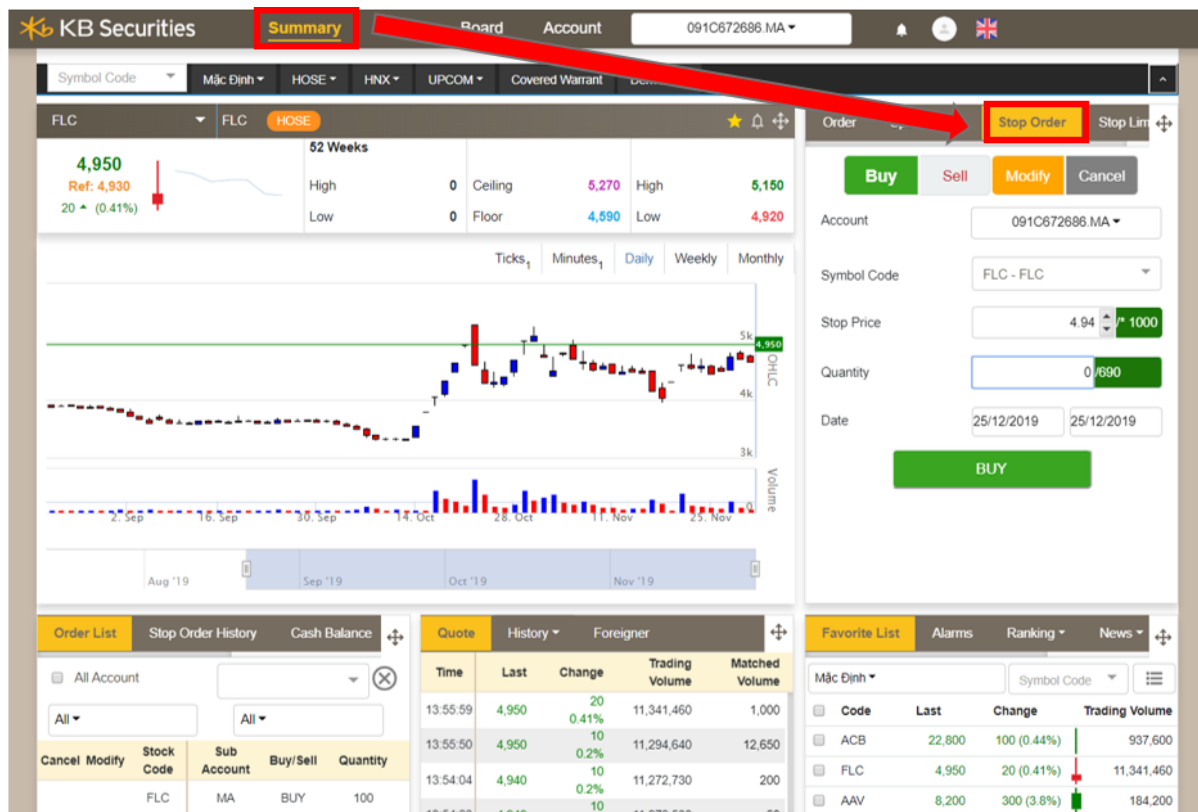 KB Securities Summary Board Account 091C672686.MA
Symbol Code Mặc Định HOSE HNX UPCOM Covered Warrant
FLC FLC HOSE
Order Stop Order Stop Lim
4,950
Ref: 4,930
20 (0.41%)
52 Weeks
High 0 Ceiling 5,270 High 5,150
Low 0 Floor 4,590 Low 4,920
Ticks1 Minutes1 Daily Weekly Monthly
5k
4,950
OHLC
4k
3k
Volume
0
2. Sep 16. Sep 30. Sep 14. Oct 28. Oct 11. Nov 25. Nov
Aug '19 Sep '19 Oct '19 Nov '19
Buy Sell Modify Cancel
Account 091C672686.MA
Symbol Code FLC - FLC
Stop Price 4.94 /* 1000
Quantity 0 /690
Date 25/12/2019 25/12/2019
BUY
Order List Stop Order History Cash Balance
All Account
All All
Cancel Modify Stock Code Sub Account Buy/Sell Quantity
FLC MA BUY 100
Quote History Foreigner
Time Last Change Trading Volume Matched Volume
13:55:59 4,950 20 0.41% 11,341,460 1,000
13:55:50 4,950 10 0.2% 11,294,640 12,650
13:54:04 4,940 10 0.2% 11,272,730 200
10
Favorite List Alarms Ranking News
Mặc Định Symbol Code
Code Last Change Trading Volume
ACB 22,800 100 (0.44%) 937,600
FLC 4,950 20 (0.41%) 11,341,460
AAV 8,200 300 (3.8%) 184,200